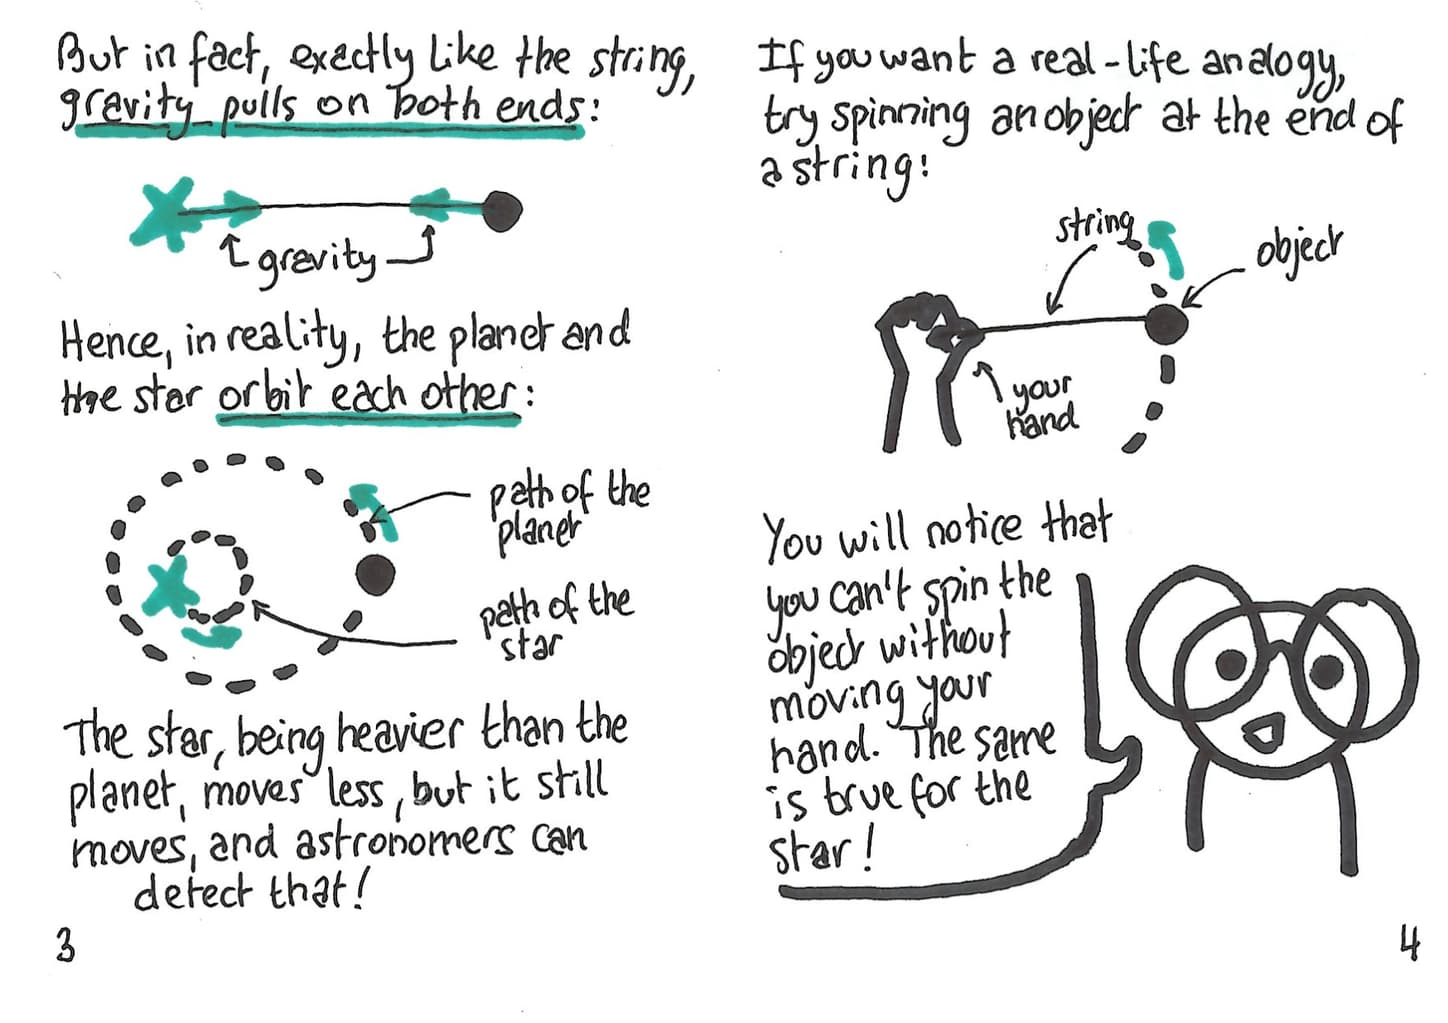 But in fact, exactly like the string,
gravity pulls on both ends:
gravity
Hence, in reality, the planet and
the star orbit each other:
path of the
planet
path of the
star
The star, being heavier than the
planet, moves less, but it still
moves, and astronomers can
detect that!
3
If you want a real-life analogy,
try spinning an object at the end of
a string:
string
object
your
hand
You will notice that
you can't spin the
object without
moving your
hand. The same
is true for the
star!
4